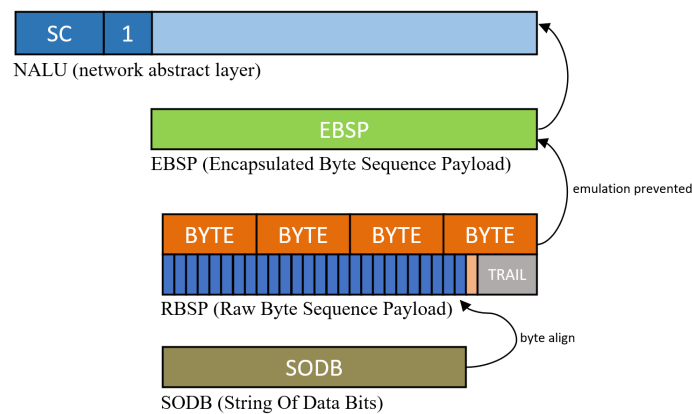 SC
1
NALU (network abstract layer)
EBSP
EBSP (Encapsulated Byte Sequence Payload)
emulation prevented
BYTE BYTE BYTE BYTE
TRAIL
RBSP (Raw Byte Sequence Payload)
byte align
SODB
SODB (String Of Data Bits)